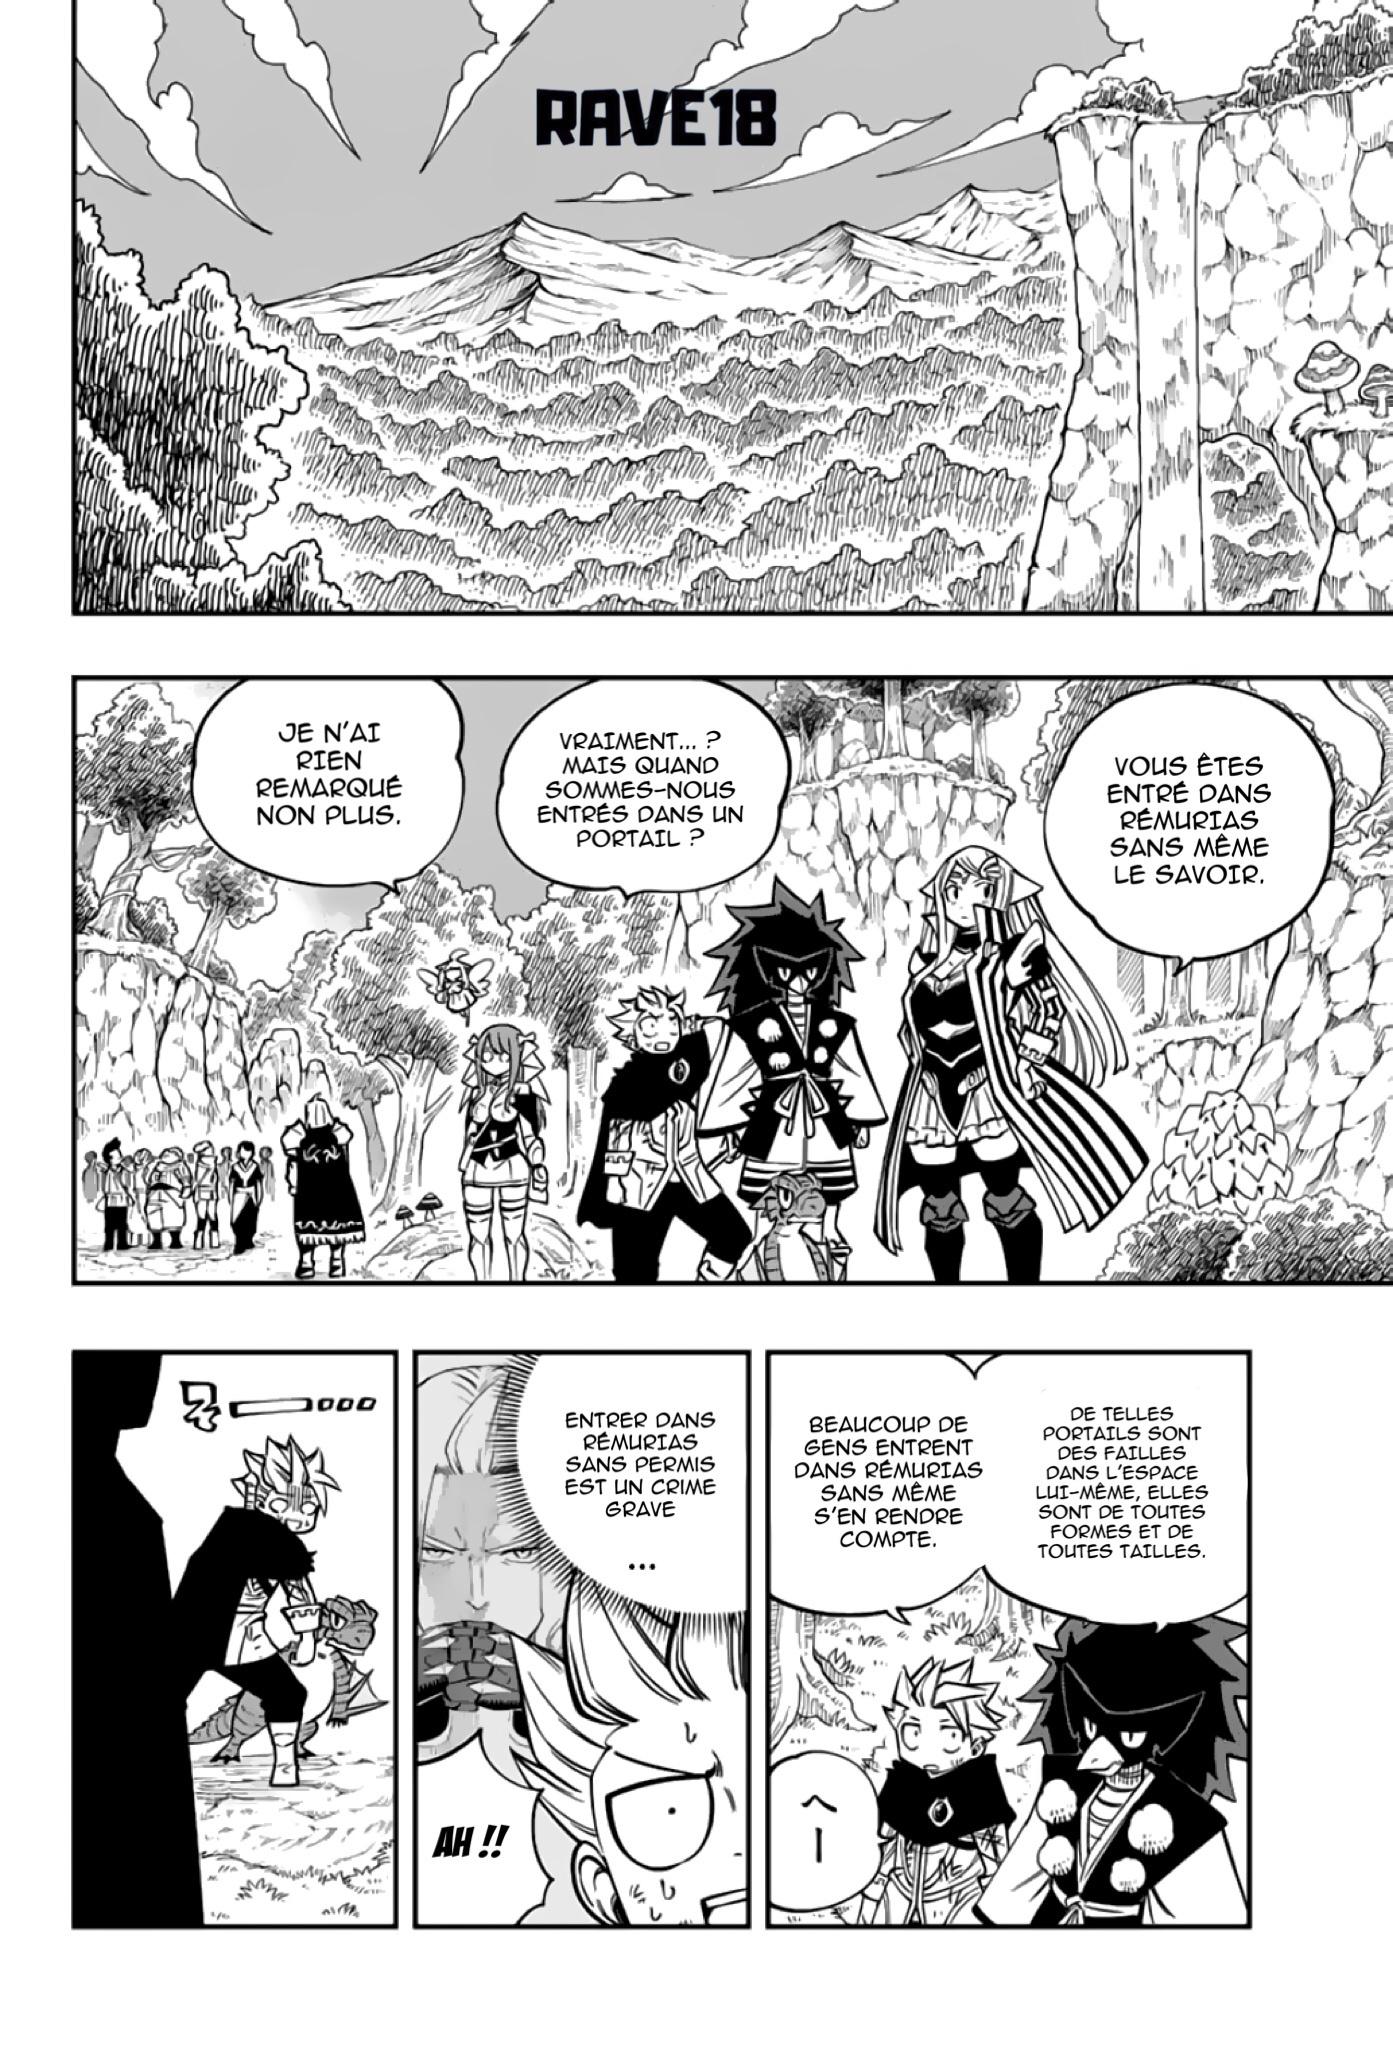 RAVE18
VOUS ÊTES
ENTRÉ DANS
RÉMURIAS
SANS MÊME
LE SAVOIR.
VRAIMENT... ?
MAIS QUAND
SOMMES-NOUS
ENTRÉS DANS UN
PORTAIL ?
JE N'AI
RIEN
REMARQUÉ
NON PLUS.
DE TELLES
PORTAILS SONT
DES FAILLES
DANS L'ESPACE
LUI-MÊME, ELLES
SONT DE TOUTES
FORMES ET DE
TOUTES TAILLES.
BEAUCOUP DE
GENS ENTRENT
DANS RÉMURIAS
SANS MÊME
S'EN RENDRE
COMPTE.
へー
ENTRER DANS
RÉMURIAS
SANS PERMIS
EST UN CRIME
GRAVE
...
AH !!